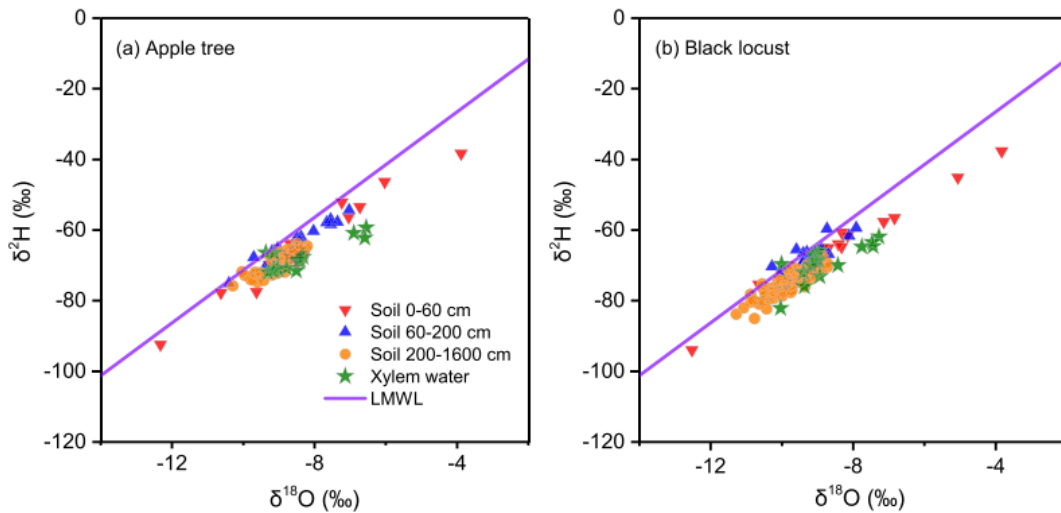 (a) Apple tree
δ²H (‰)
0
-20
-40
-60
-80
-100
-120
Soil 0-60 cm
Soil 60-200 cm
Soil 200-1600 cm
Xylem water
LMWL
-12
-8
-4
δ¹⁸O (‰)
(b) Black locust
δ²H (‰)
0
-20
-40
-60
-80
-100
-120
-12
-8
-4
δ¹⁸O (‰)